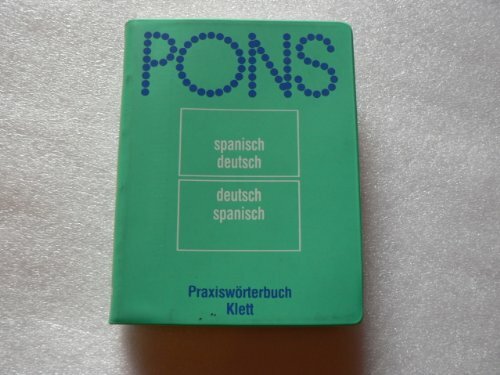 PONS
spanisch
deutsch
deutsch
spanisch
Praxiswörterbuch
Klett